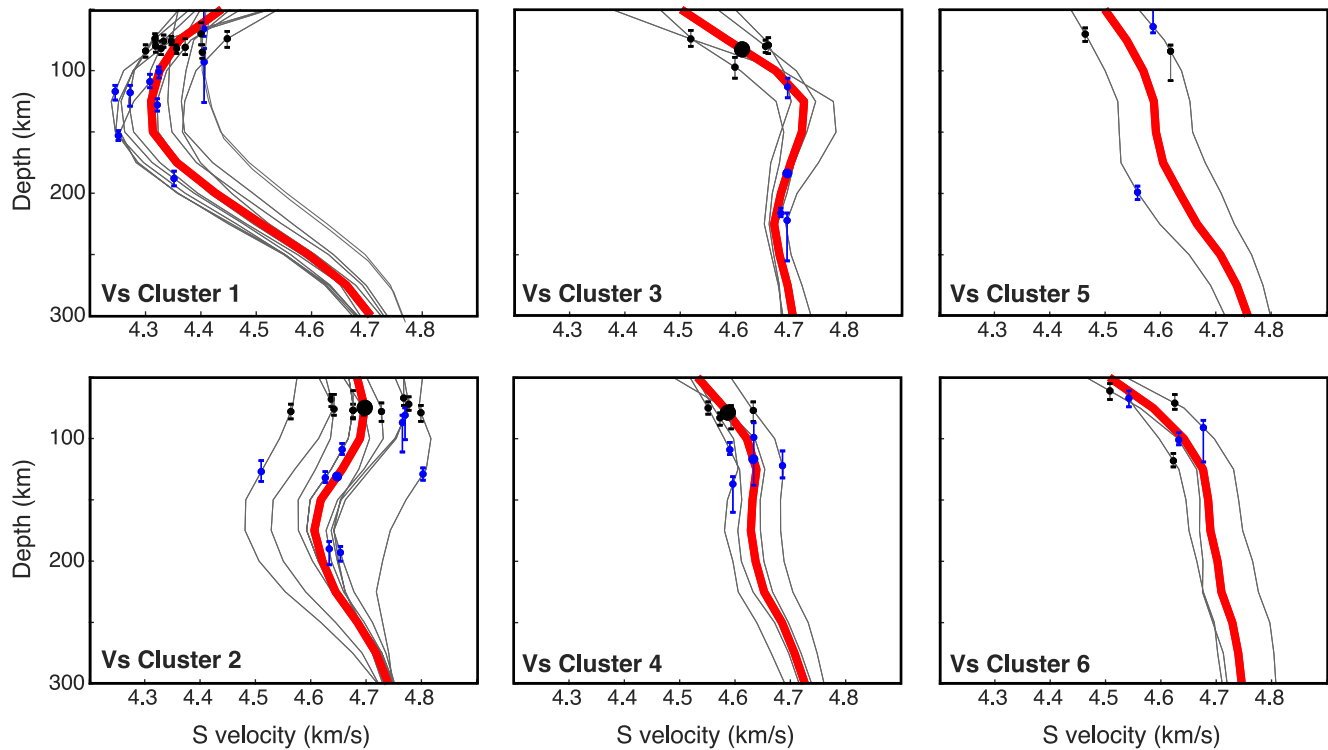 Depth (km)
100
200
300
Vs Cluster 1
4.3 4.4 4.5 4.6 4.7 4.8
Vs Cluster 3
4.3 4.4 4.5 4.6 4.7 4.8
Vs Cluster 5
4.3 4.4 4.5 4.6 4.7 4.8
Depth (km)
100
200
300
Vs Cluster 2
4.3 4.4 4.5 4.6 4.7 4.8
S velocity (km/s)
Vs Cluster 4
4.3 4.4 4.5 4.6 4.7 4.8
S velocity (km/s)
Vs Cluster 6
4.3 4.4 4.5 4.6 4.7 4.8
S velocity (km/s)